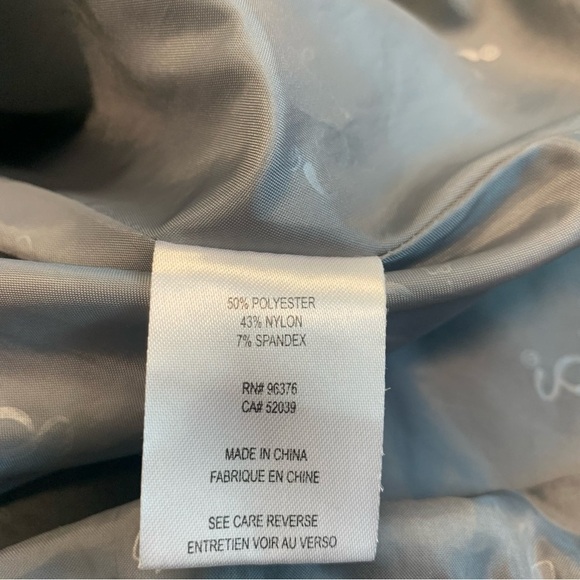 50% POLYESTER
43% NYLON
7% SPANDEX
RN# 96376
CA# 52039
MADE IN CHINA
FABRIQUE EN CHINE
SEE CARE REVERSE
ENTRETIEN VOIR AU VERSO